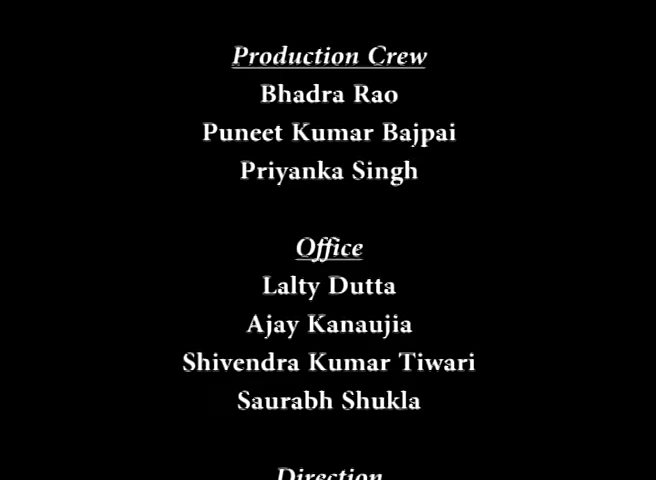 Production Crew
Bhadra Rao
Puneet Kumar Bajpai
Priyanka Singh
Office
Lalty Dutta
Ajay Kanaujia
Shivendra Kumar Tiwari
Saurabh Shukla
Direction